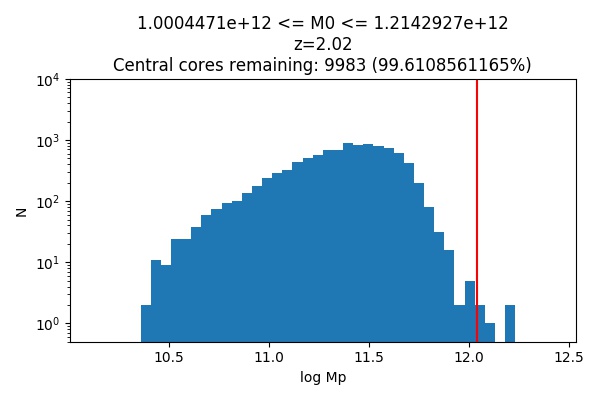 1.0004471e+12 <= M0 <= 1.2142927e+12
z=2.02
Central cores remaining: 9983 (99.6108561165%)
10^4
10^3
10^2
10^1
10^0
N
10.5 11.0 11.5 12.0 12.5
log Mp